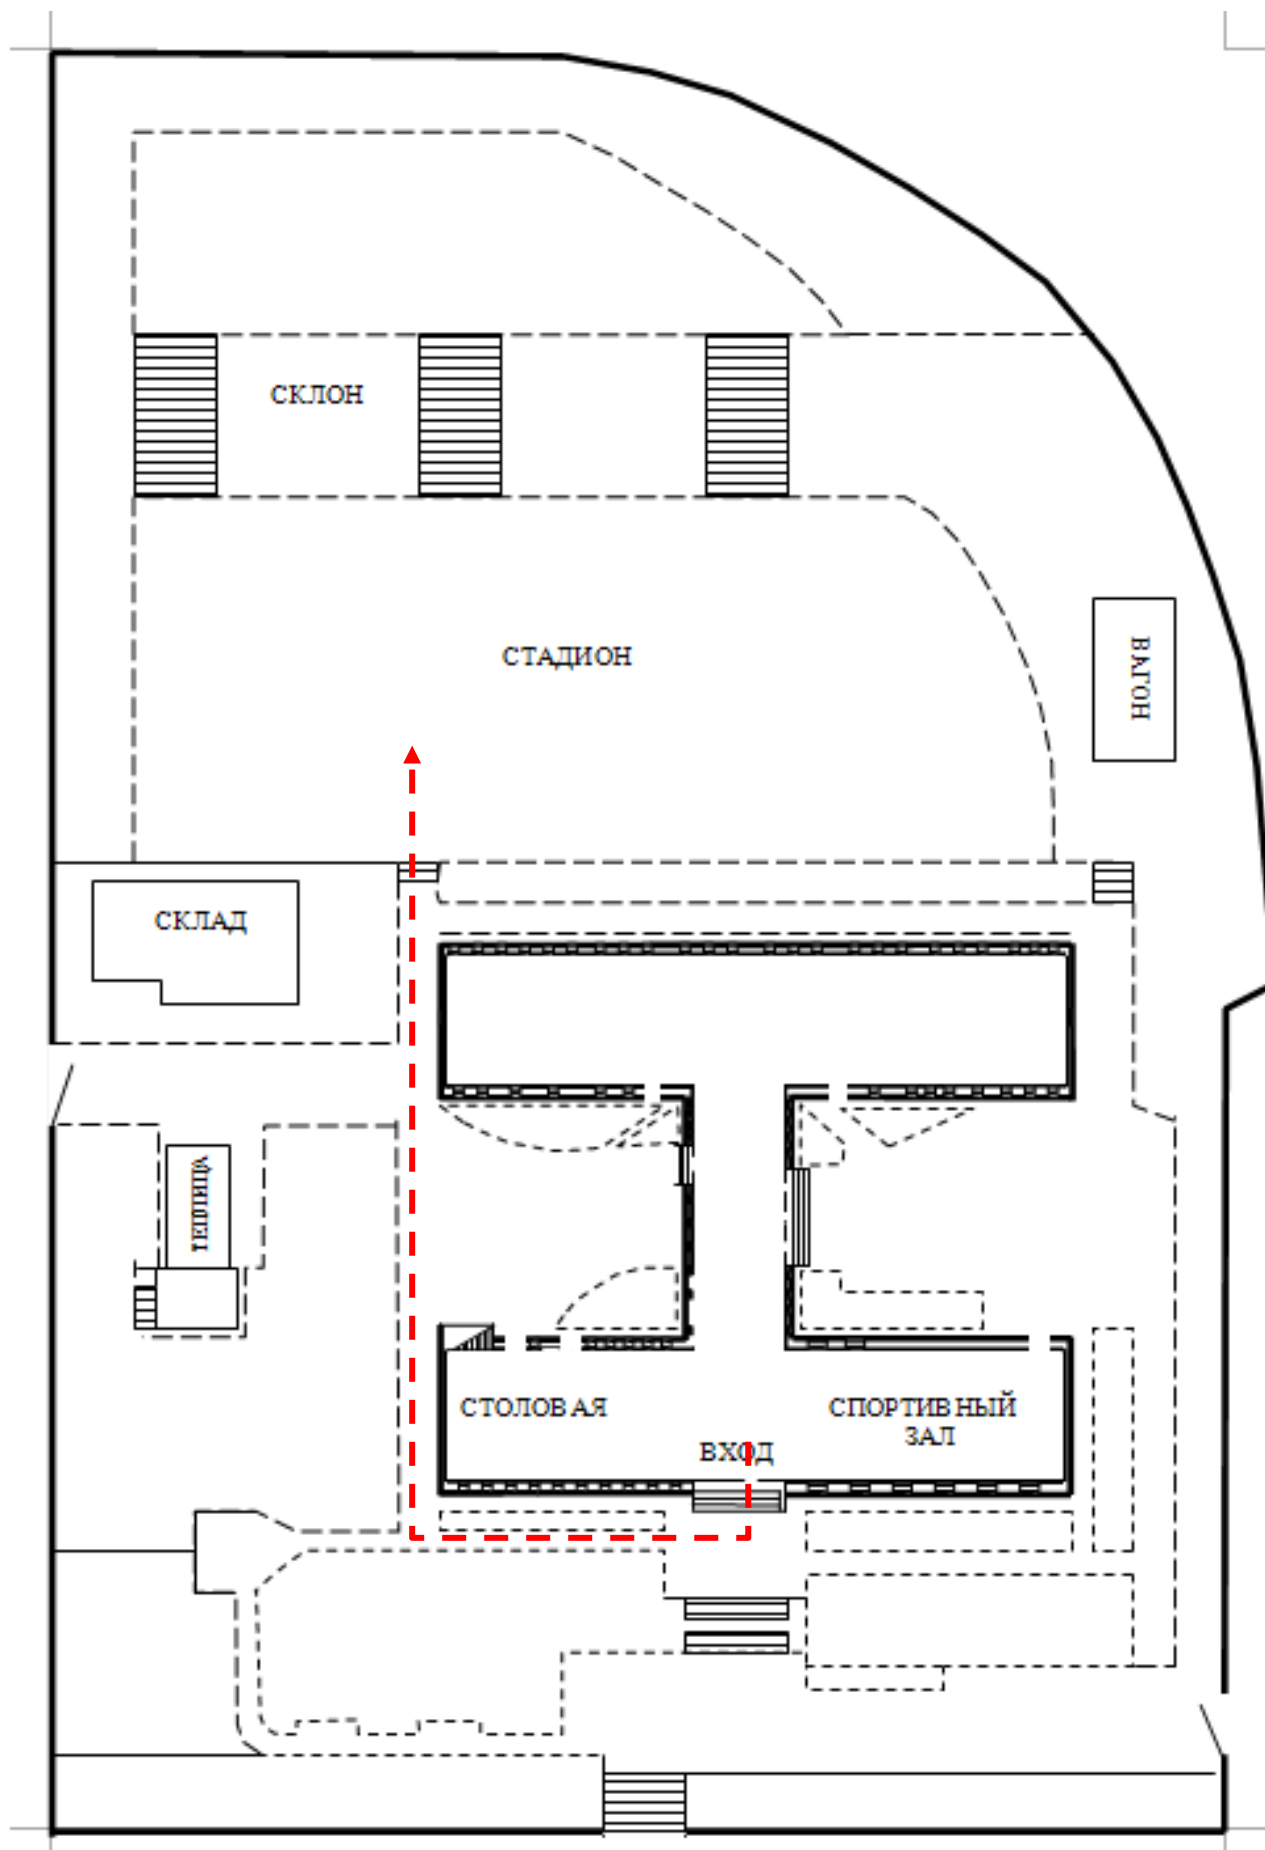 СКЛОН
СТАДИОН
ВАГОН
СКЛАД
ТЕПЛИЦА
СТОЛОВАЯ
СПОРТИВНЫЙ
ЗАЛ
ВХОД